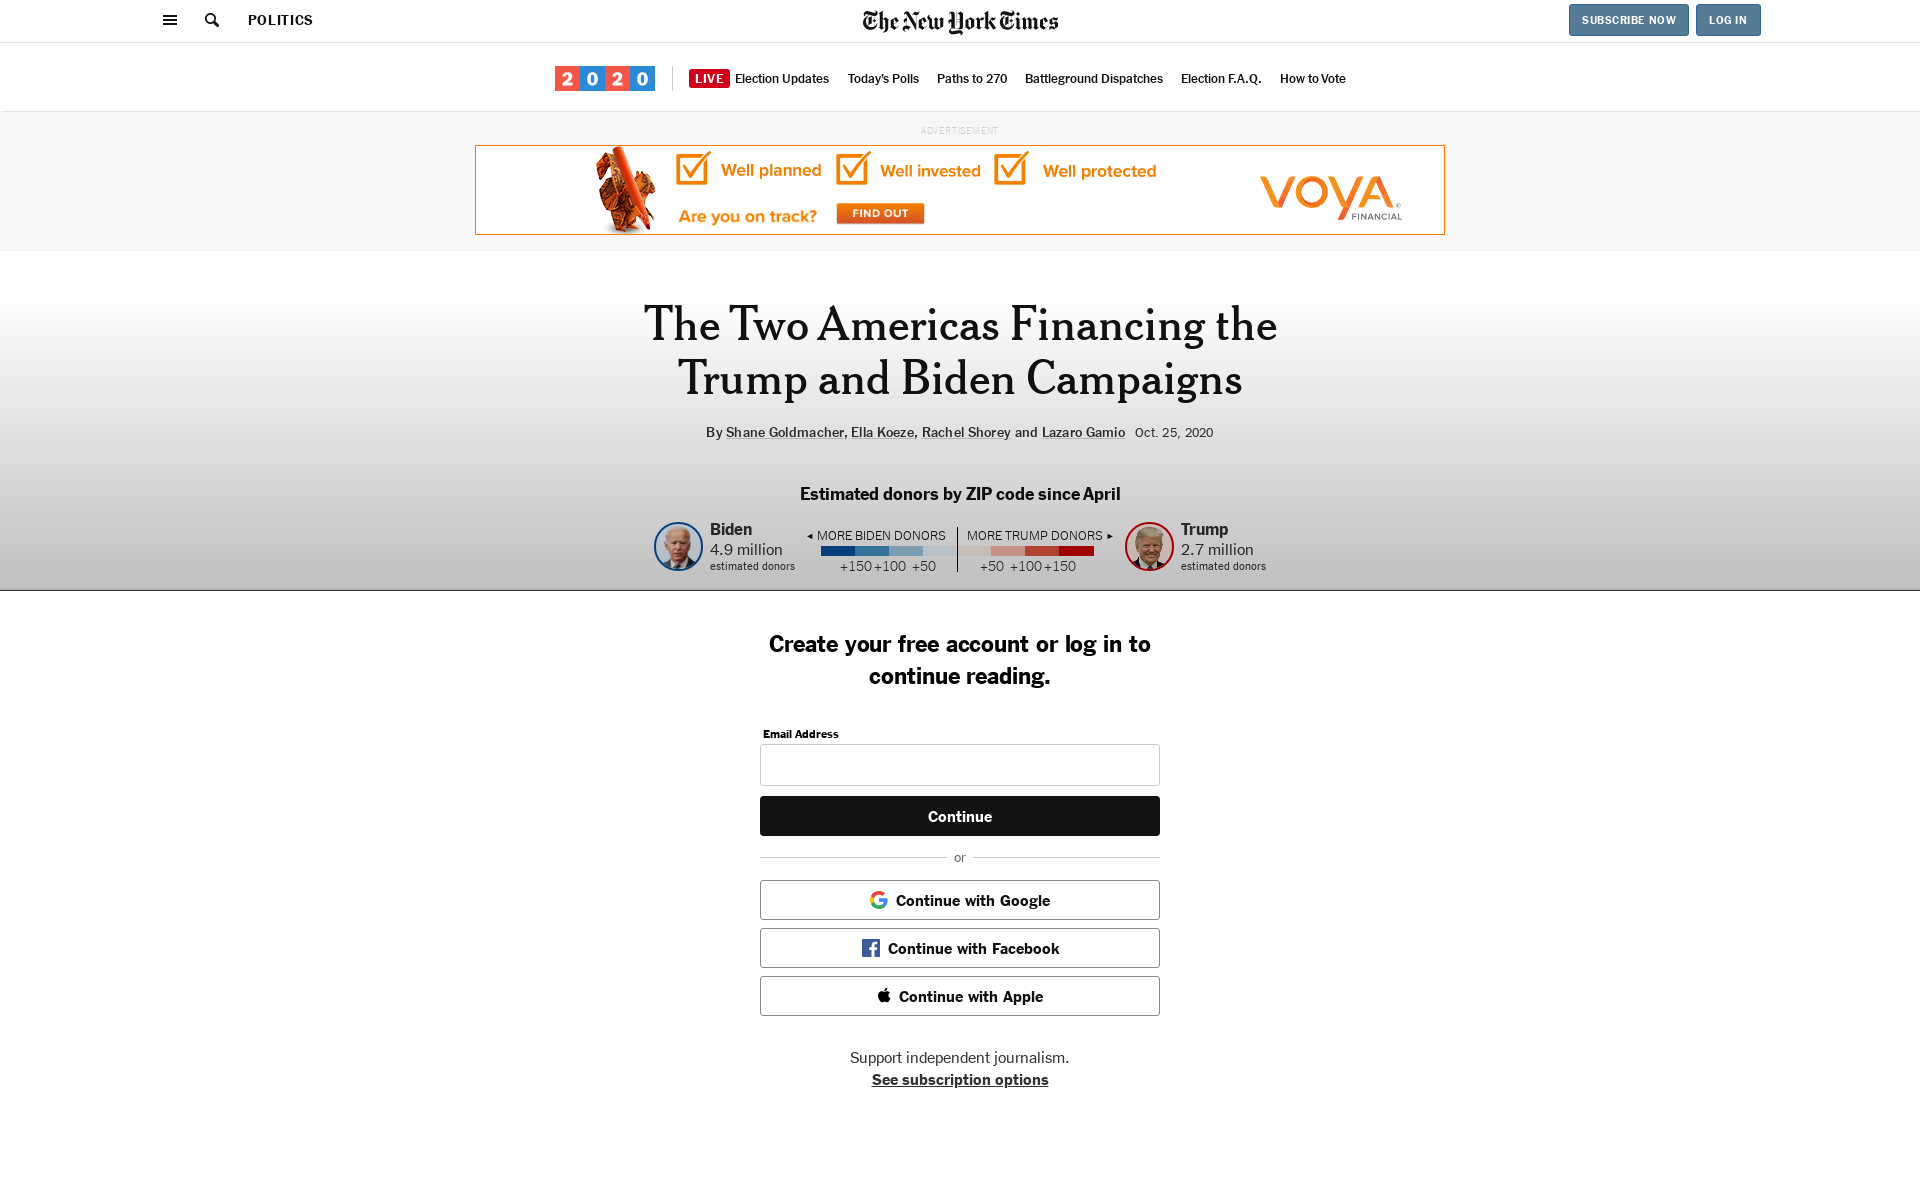 POLITICS
The New York Times
SUBSCRIBE NOW
LOG IN
2020
LIVE Election Updates
Today's Polls
Paths to 270
Battleground Dispatches
Election F.A.Q.
How to Vote
ADVERTISEMENT
Well planned
Well invested
Well protected
Are you on track?
FIND OUT
VOYA®
FINANCIAL
The Two Americas Financing the
Trump and Biden Campaigns
By Shane Goldmacher, Ella Koeze, Rachel Shorey and Lazaro Gamio Oct. 25, 2020
Estimated donors by ZIP code since April
Biden
4.9 million
estimated donors
◄ MORE BIDEN DONORS
MORE TRUMP DONORS ►
+150 +100 +50
+50 +100 +150
Trump
2.7 million
estimated donors
Create your free account or log in to
continue reading.
Email Address
Continue
or
Continue with Google
Continue with Facebook
Continue with Apple
Support independent journalism.
See subscription options